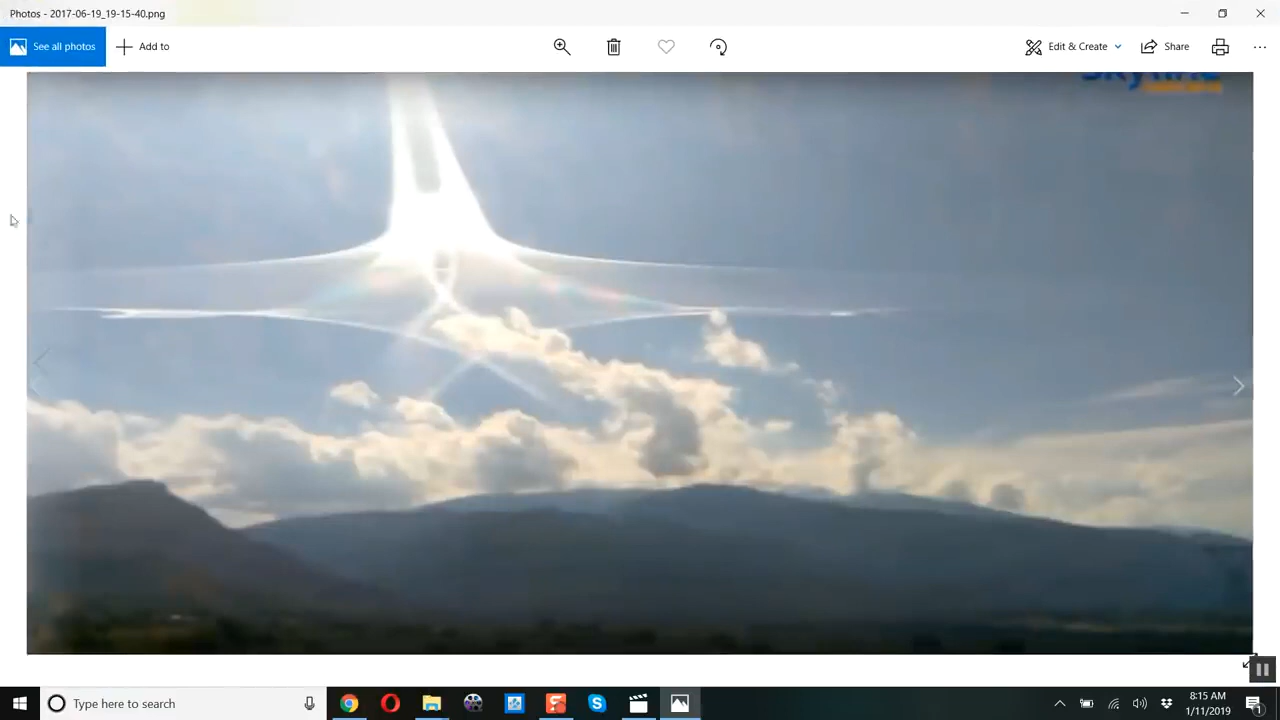 Photos - 2017-06-19_19-15-40.png
See all photos
Add to
Edit & Create
Share
Type here to search
8:15 AM
1/11/2019
1